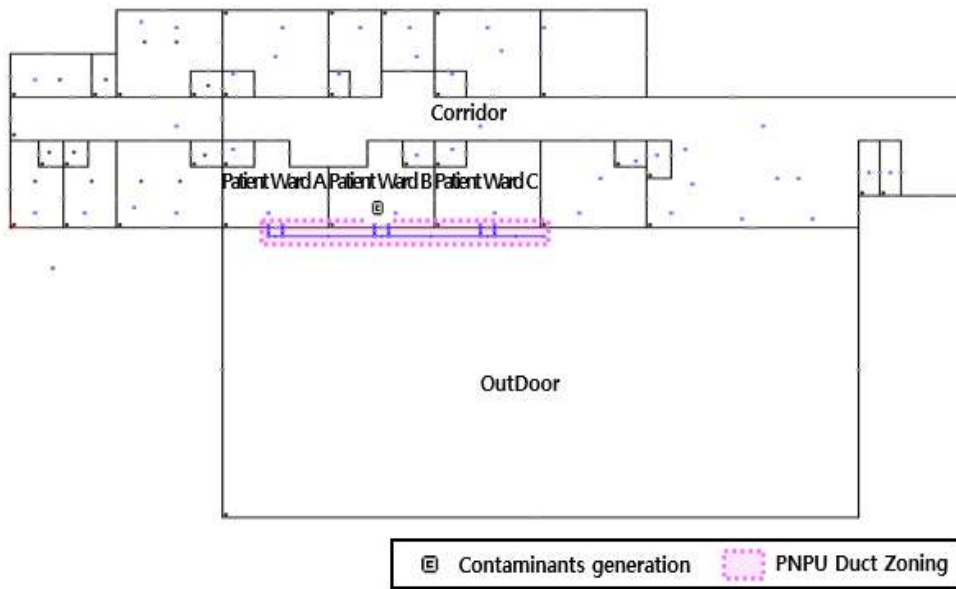 Corridor
Patient Ward A Patient Ward B Patient Ward C
C
OutDoor
C Contaminants generation PNPU Duct Zoning